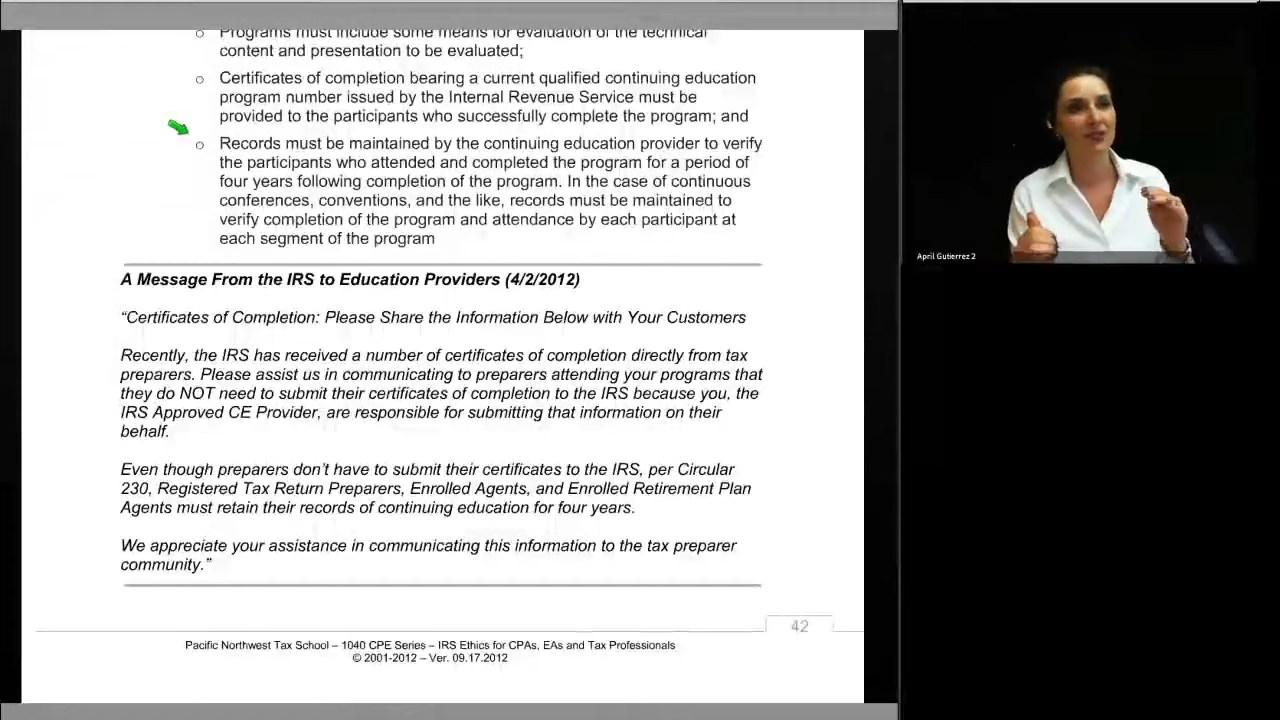 Programs must include some means for evaluation of the technical
content and presentation to be evaluated;
Certificates of completion bearing a current qualified continuing education
program number issued by the Internal Revenue Service must be
provided to the participants who successfully complete the program; and
Records must be maintained by the continuing education provider to verify
the participants who attended and completed the program for a period of
four years following completion of the program. In the case of continuous
conferences, conventions, and the like, records must be maintained to
verify completion of the program and attendance by each participant at
each segment of the program
A Message From the IRS to Education Providers (4/2/2012)
“Certificates of Completion: Please Share the Information Below with Your Customers
Recently, the IRS has received a number of certificates of completion directly from tax
preparers. Please assist us in communicating to preparers attending your programs that
they do NOT need to submit their certificates of completion to the IRS because you, the
IRS Approved CE Provider, are responsible for submitting that information on their
behalf.
Even though preparers don’t have to submit their certificates to the IRS, per Circular
230, Registered Tax Return Preparers, Enrolled Agents, and Enrolled Retirement Plan
Agents must retain their records of continuing education for four years.
We appreciate your assistance in communicating this information to the tax preparer
community.”
42
Pacific Northwest Tax School – 1040 CPE Series – IRS Ethics for CPAs, EAs and Tax Professionals
© 2001-2012 – Ver. 09.17.2012
April Gutierrez 2